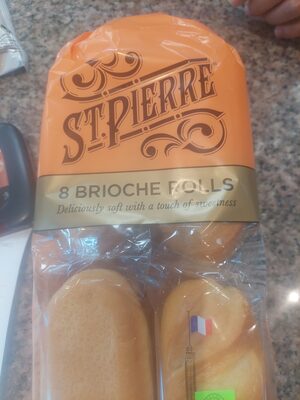 ST. PIERRE
8 BRIOCHE ROLLS
Deliciously soft with a touch of sweetness